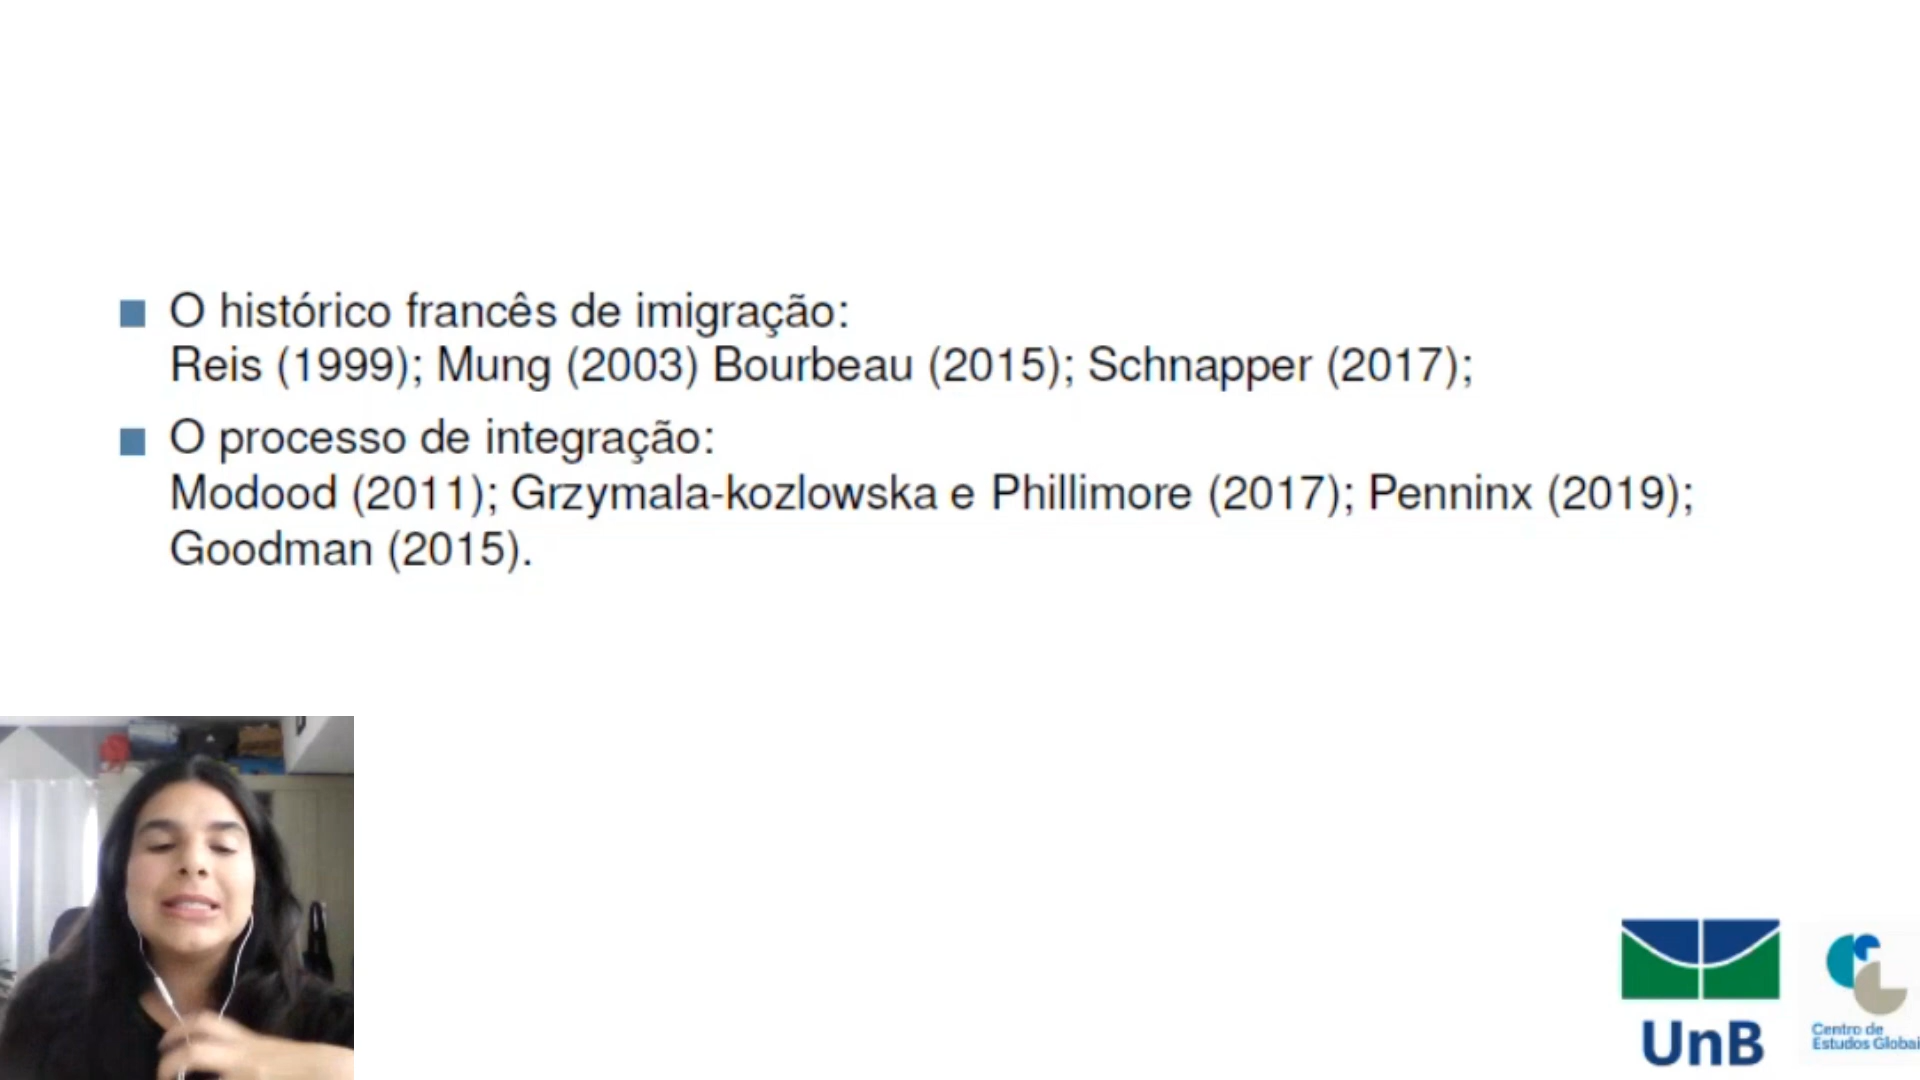 O histórico francês de imigração:
Reis (1999); Mung (2003) Bourbeau (2015); Schnapper (2017);
O processo de integração:
Modood (2011); Grzymala-kozlowska e Phillimore (2017); Penninx (2019);
Goodman (2015).
UnB
Centro de
Estudos Globai